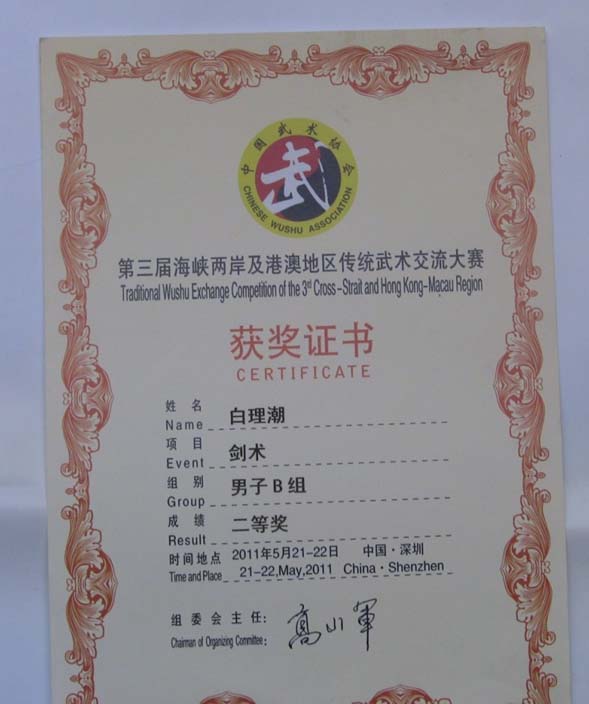 中国武术协会
武
CHINESE WUSHU ASSOCIATION
第三届海峡两岸及港澳地区传统武术交流大赛
Traditional Wushu Exchange Competition of the 3rd Cross-Strait and Hong Kong-Macau Region
获奖证书
CERTIFICATE
姓名
Name 白理潮
项目
Event 剑术
组别
Group 男子B组
成绩
Result 二等奖
时间地点 2011年5月21-22日 中国·深圳
Time and Place 21-22,May,2011 China·Shenzhen
组委会主任：
Chairman of Organizing Committee: 高小军